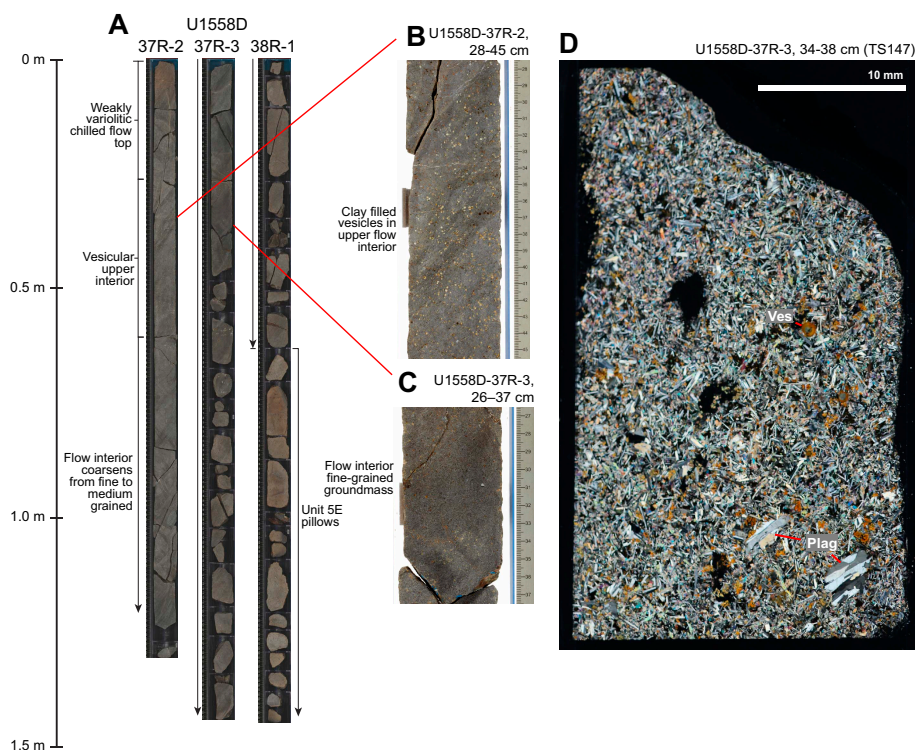 A
U1558D
37R-2 37R-3 38R-1
0 m
0.5 m
1.0 m
1.5 m
Weakly
variolitic
chilled flow
top
Vesicular
upper
interior
Flow interior
coarsens
from fine to
medium
grained
Unit 5E
pillows
B
U1558D-37R-2,
28-45 cm
Clay filled
vesicles in
upper flow
interior
C
U1558D-37R-3,
26–37 cm
Flow interior
fine-grained
groundmass
D
U1558D-37R-3, 34-38 cm (TS147)
10 mm
Ves
Plag